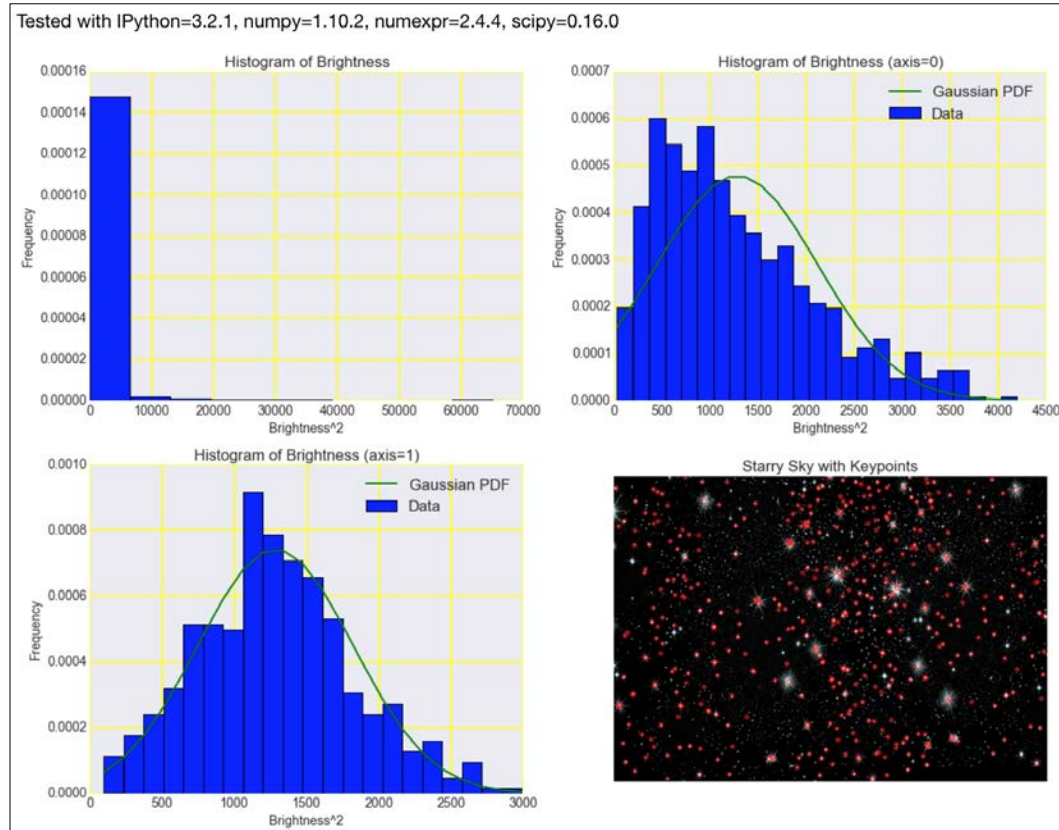 Tested with IPython=3.2.1, numpy=1.10.2, numexpr=2.4.4, scipy=0.16.0
Histogram of Brightness
0.00016
0.00014
0.00012
0.00010
0.00008
0.00006
0.00004
0.00002
0.00000
Frequency
0 10000 20000 30000 40000 50000 60000 70000
Brightness^2
Histogram of Brightness (axis=0)
Gaussian PDF
Data
0.0007
0.0006
0.0005
0.0004
0.0003
0.0002
0.0001
0.0000
Frequency
0 500 1000 1500 2000 2500 3000 3500 4000 4500
Brightness^2
Histogram of Brightness (axis=1)
Gaussian PDF
Data
0.0010
0.0008
0.0006
0.0004
0.0002
0.0000
Frequency
0 500 1000 1500 2000 2500 3000
Brightness^2
Starry Sky with Keypoints